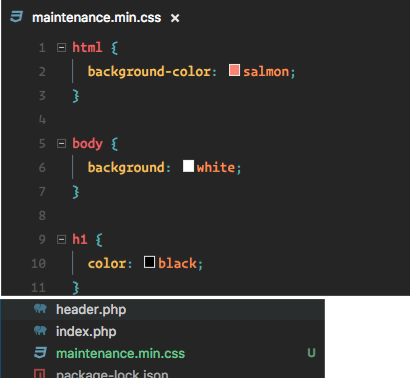 maintenance.min.css ×
1 html {
2 background-color: salmon;
3 }
4
5 body {
6 background: white;
7 }
8
9 h1 {
10 color: black;
11 }
header.php
index.php
maintenance.min.css U
package-lock.json